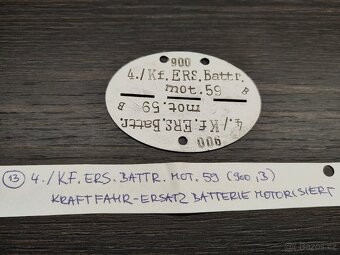 900
4./Kf.ERS.Battr.
mot.59
B
B
mot.59
4./Kf.ERS.Battr.
900
13 4./KF.ERS.BATTR.MOT.59 (900,B)
KRAFTFAHR-ERSATZ BATTERIE MOTORISIERT